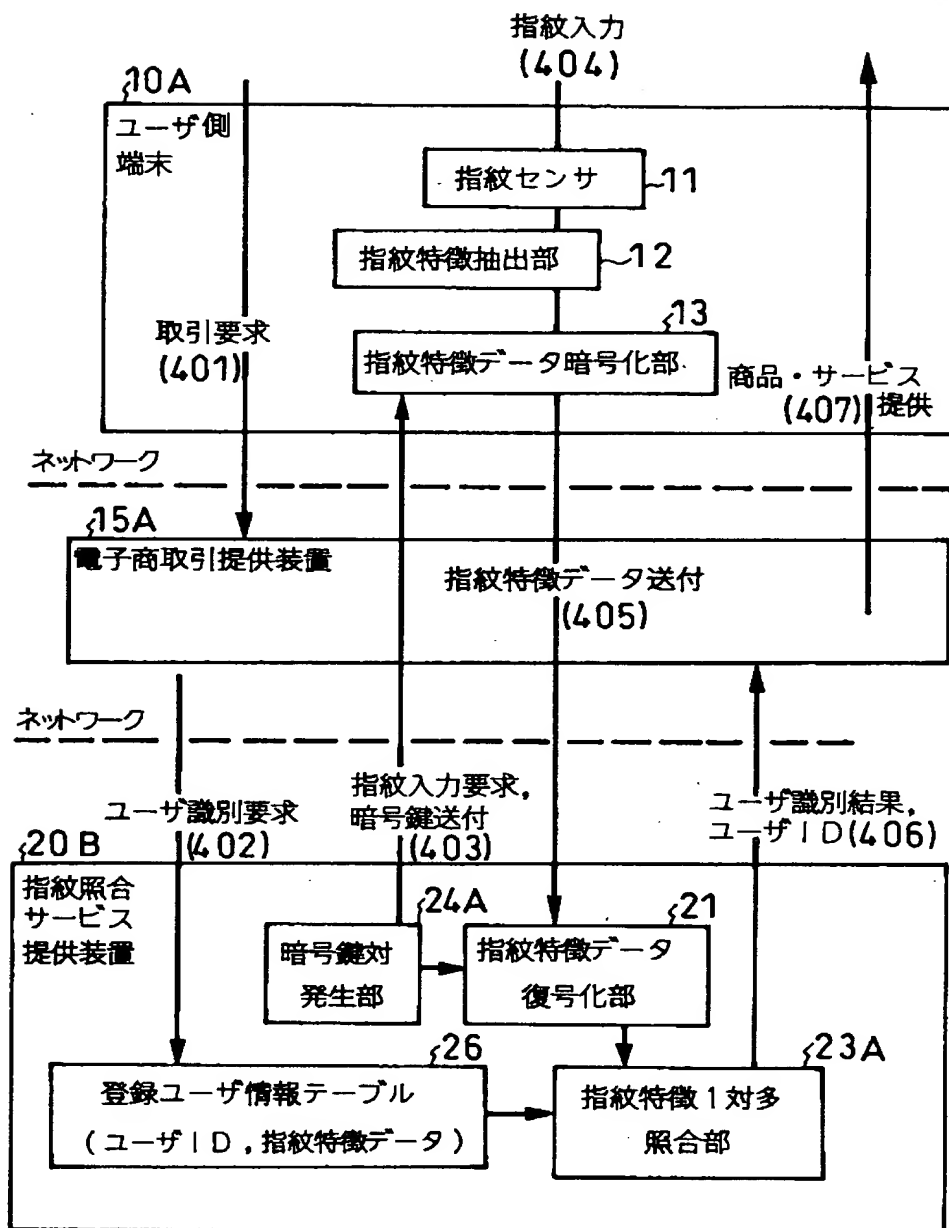 指紋入力
(404)
10A
ユーザ側
端末
指紋センサ
11
指紋特徴抽出部
12
取引要求
(401)
13
指紋特徴データ暗号化部
商品・サービス
(407)提供
ネットワーク
15A
電子商取引提供装置
指紋特徴データ送付
(405)
ネットワーク
ユーザ識別要求
(402)
指紋入力要求,
暗号鍵送付
(403)
ユーザ識別結果,
ユーザID(406)
20B
指紋照合
サービス
提供装置
24A
暗号鍵対
発生部
21
指紋特徴データ
復号化部
26
登録ユーザ情報テーブル
(ユーザID,指紋特徴データ)
23A
指紋特徴1対多
照合部